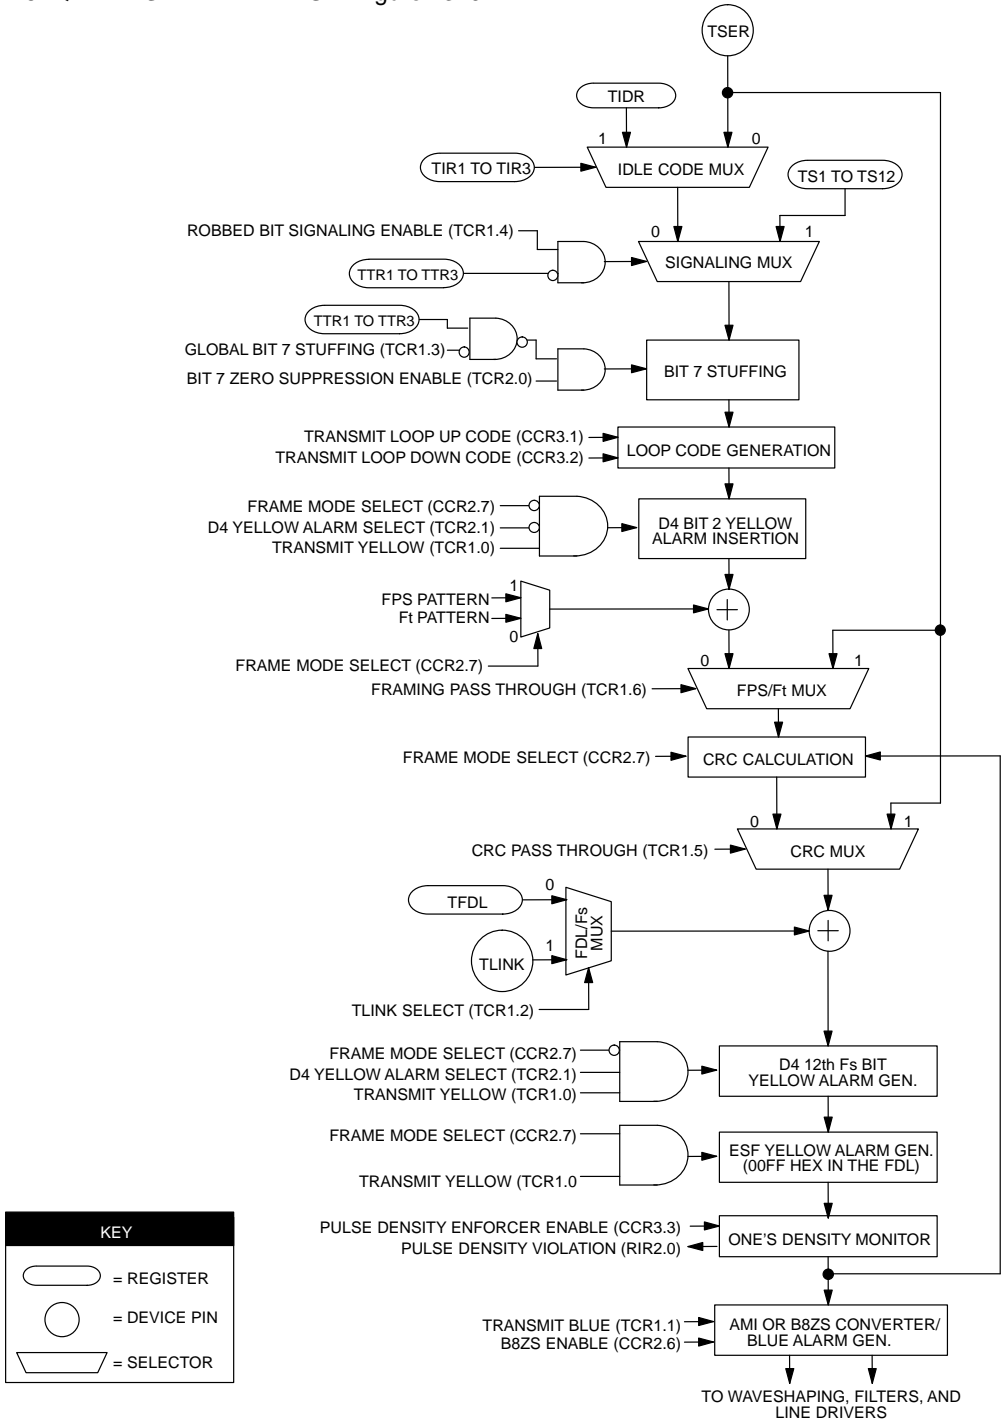 TSER
TIDR
1
0
TIR1 TO TIR3
IDLE CODE MUX
TS1 TO TS12
ROBBED BIT SIGNALING ENABLE (TCR1.4)
0
1
TTR1 TO TTR3
SIGNALING MUX
TTR1 TO TTR3
GLOBAL BIT 7 STUFFING (TCR1.3)
BIT 7 ZERO SUPPRESSION ENABLE (TCR2.0)
BIT 7 STUFFING
TRANSMIT LOOP UP CODE (CCR3.1)
TRANSMIT LOOP DOWN CODE (CCR3.2)
LOOP CODE GENERATION
FRAME MODE SELECT (CCR2.7)
D4 YELLOW ALARM SELECT (TCR2.1)
TRANSMIT YELLOW (TCR1.0)
D4 BIT 2 YELLOW
ALARM INSERTION
1
FPS PATTERN
Ft PATTERN
0
+
FRAME MODE SELECT (CCR2.7)
0
1
FRAMING PASS THROUGH (TCR1.6)
FPS/Ft MUX
FRAME MODE SELECT (CCR2.7)
CRC CALCULATION
0
1
CRC PASS THROUGH (TCR1.5)
CRC MUX
0
TFDL
FDL/Fs
MUX
1
TLINK
+
TLINK SELECT (TCR1.2)
FRAME MODE SELECT (CCR2.7)
D4 YELLOW ALARM SELECT (TCR2.1)
TRANSMIT YELLOW (TCR1.0)
D4 12th Fs BIT
YELLOW ALARM GEN.
FRAME MODE SELECT (CCR2.7)
TRANSMIT YELLOW (TCR1.0
ESF YELLOW ALARM GEN.
(00FF HEX IN THE FDL)
PULSE DENSITY ENFORCER ENABLE (CCR3.3)
PULSE DENSITY VIOLATION (RIR2.0)
ONE'S DENSITY MONITOR
KEY
= REGISTER
= DEVICE PIN
= SELECTOR
TRANSMIT BLUE (TCR1.1)
B8ZS ENABLE (CCR2.6)
AMI OR B8ZS CONVERTER/
BLUE ALARM GEN.
TO WAVESHAPING, FILTERS, AND
LINE DRIVERS